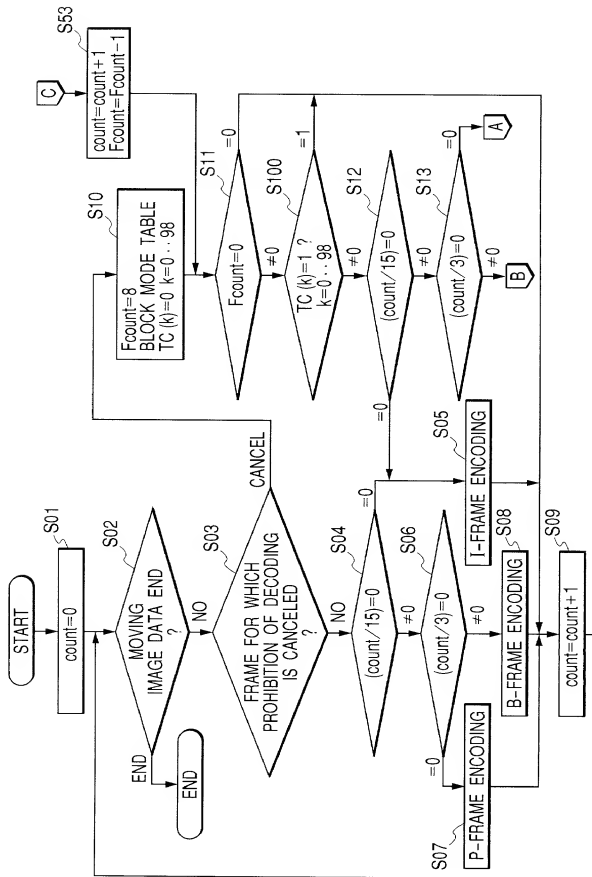 START
S01
count=0
S02
MOVING
IMAGE DATA END
?
END
END
NO
S03
FRAME FOR WHICH
PROHIBITION OF DECODING
IS CANCELED
?
CANCEL
NO
S04
(count/15)=0
=0
≠0
S06
(count/3)=0
=0
≠0
S07
P-FRAME ENCODING
S05
I-FRAME ENCODING
S08
B-FRAME ENCODING
S09
count=count+1
S10
Fcount=8
BLOCK MODE TABLE
TC(k)=0 k=0..98
C
S53
count=count+1
Fcount=Fcount-1
S11
Fcount=0
=0
≠0
S100
TC(k)=1 ?
k=0..98
=1
≠0
S12
(count/15)=0
=0
≠0
S13
(count/3)=0
=0
A
≠0
B